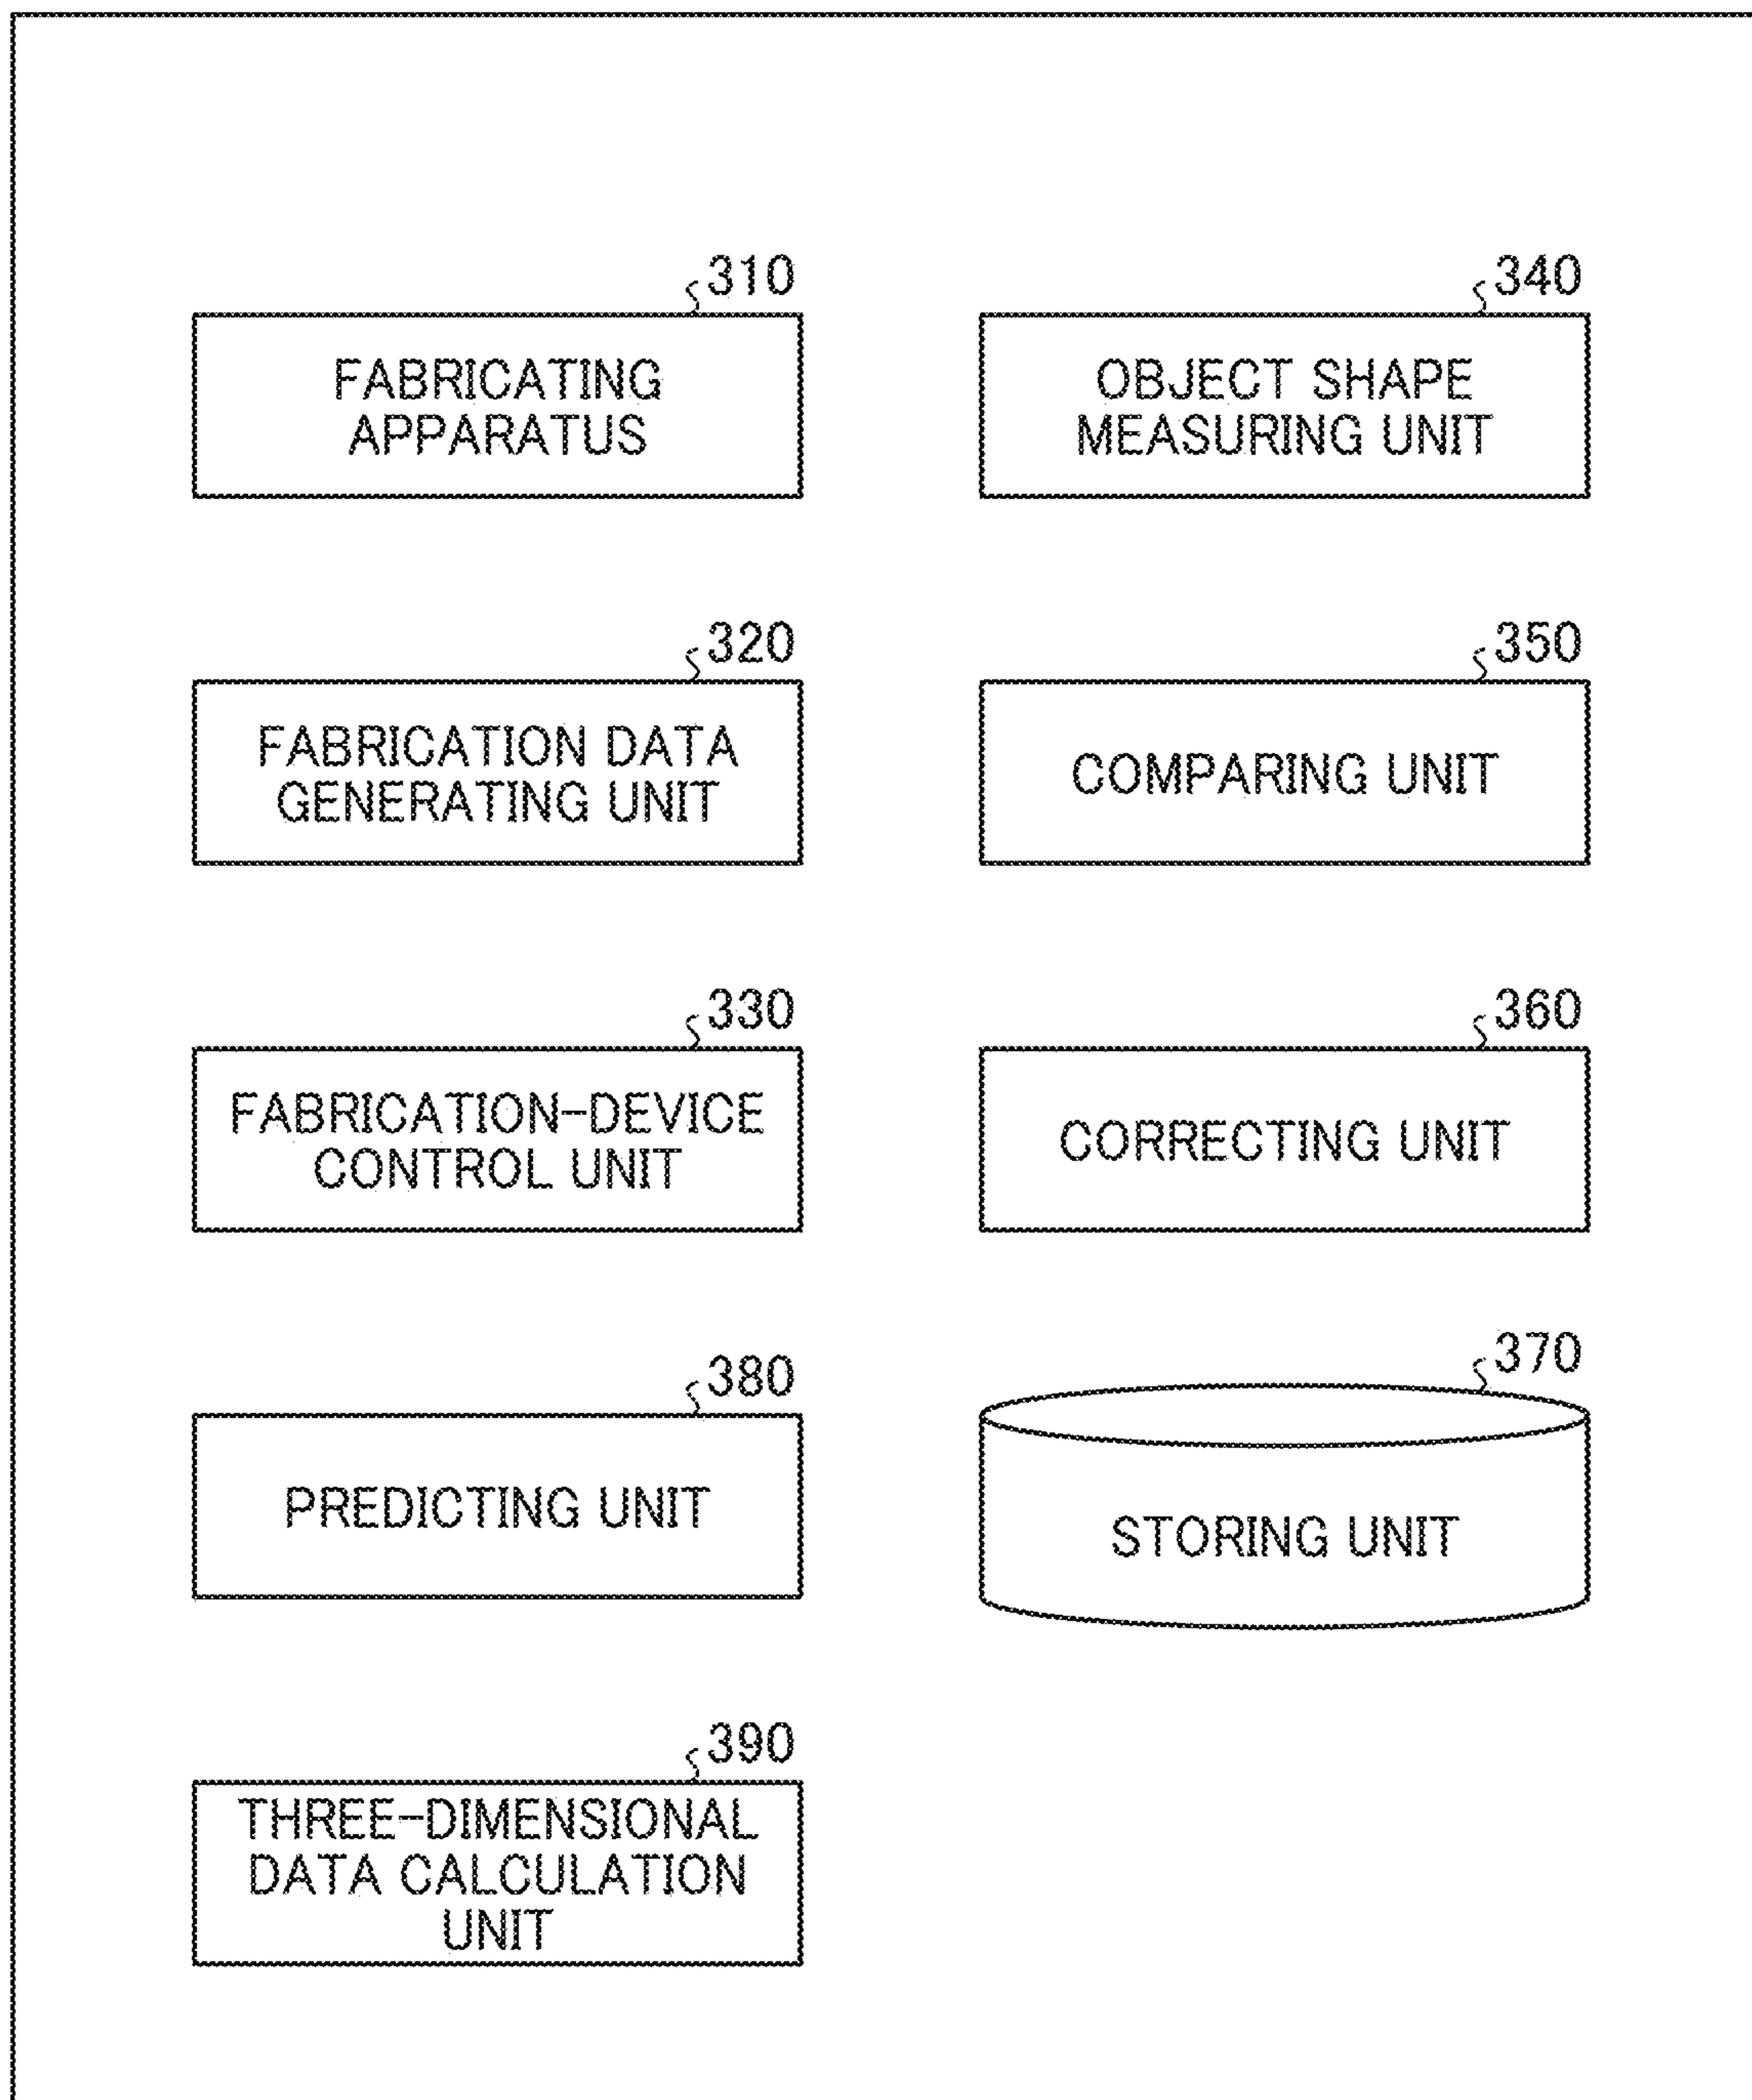 310
FABRICATING
APPARATUS
340
OBJECT SHAPE
MEASURING UNIT
320
FABRICATION DATA
GENERATING UNIT
350
COMPARING UNIT
330
FABRICATION-DEVICE
CONTROL UNIT
360
CORRECTING UNIT
380
PREDICTING UNIT
370
STORING UNIT
390
THREE-DIMENSIONAL
DATA CALCULATION
UNIT